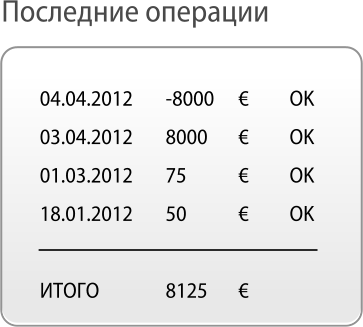 Последние операции
04.04.2012 -8000 € OK
03.04.2012 8000 € OK
01.03.2012 75 € OK
18.01.2012 50 € OK
ИТОГО 8125 €